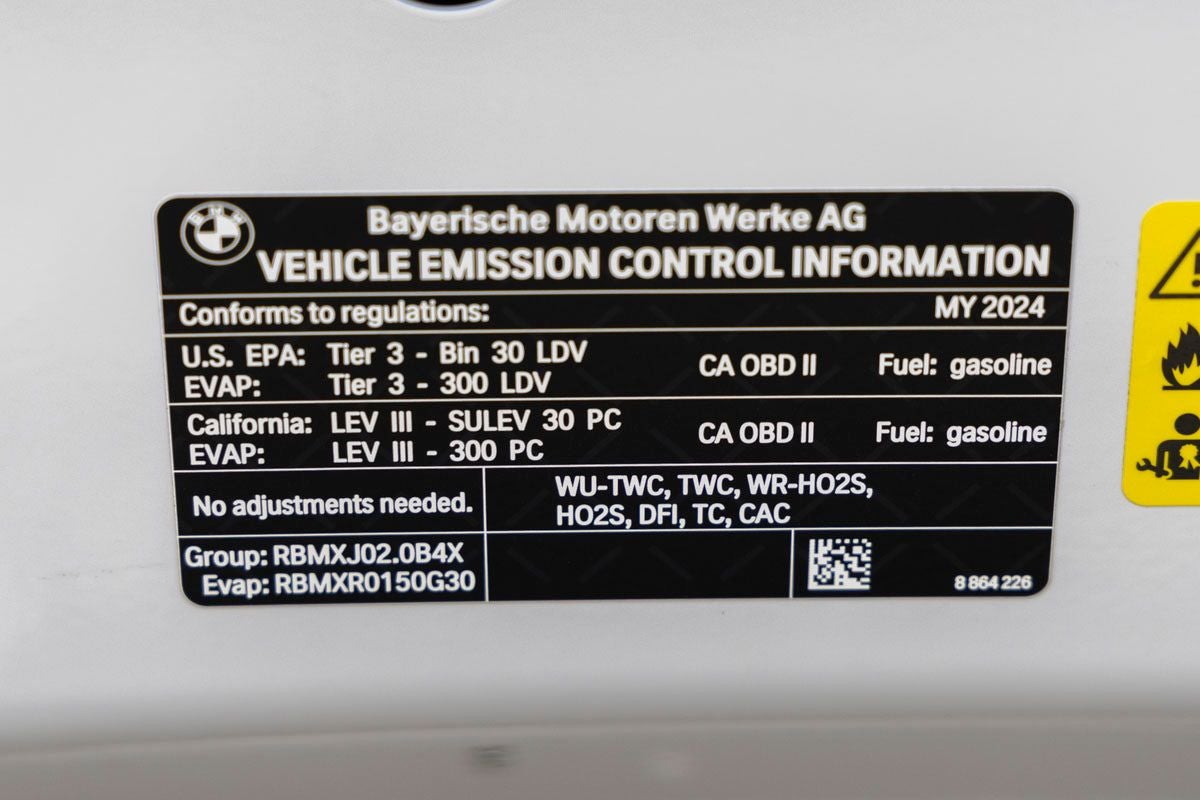 BMW
Bayerische Motoren Werke AG
VEHICLE EMISSION CONTROL INFORMATION
Conforms to regulations: MY 2024
U.S. EPA: Tier 3 - Bin 30 LDV CA OBD II Fuel: gasoline
EVAP: Tier 3 - 300 LDV
California: LEV III - SULEV 30 PC CA OBD II Fuel: gasoline
EVAP: LEV III - 300 PC
No adjustments needed.
WU-TWC, TWC, WR-HO2S,
HO2S, DFI, TC, CAC
Group: RBMXJ02.0B4X
Evap: RBMXR0150G30
8 864 226